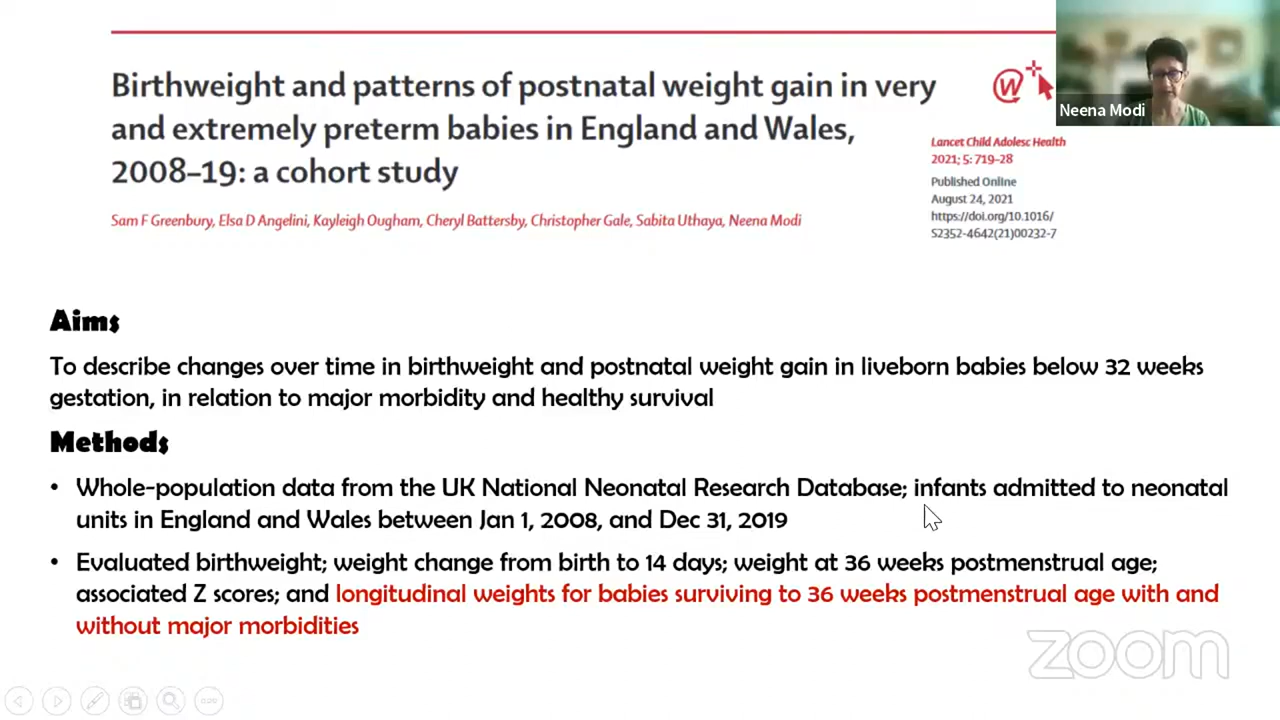 Birthweight and patterns of postnatal weight gain in very
and extremely preterm babies in England and Wales,
2008–19: a cohort study
Sam F Greenbury, Elsa D Angelini, Kayleigh Ougham, Cheryl Battersby, Christopher Gale, Sabita Uthaya, Neena Modi
W
Neena Modi
Lancet Child Adolesc Health
2021; 5: 719–28
Published Online
August 24, 2021
https://doi.org/10.1016/
S2352-4642(21)00232-7
Aims
To describe changes over time in birthweight and postnatal weight gain in liveborn babies below 32 weeks
gestation, in relation to major morbidity and healthy survival
Methods
• Whole-population data from the UK National Neonatal Research Database; infants admitted to neonatal
units in England and Wales between Jan 1, 2008, and Dec 31, 2019
• Evaluated birthweight; weight change from birth to 14 days; weight at 36 weeks postmenstrual age;
associated Z scores; and longitudinal weights for babies surviving to 36 weeks postmenstrual age with and
without major morbidities
zoom